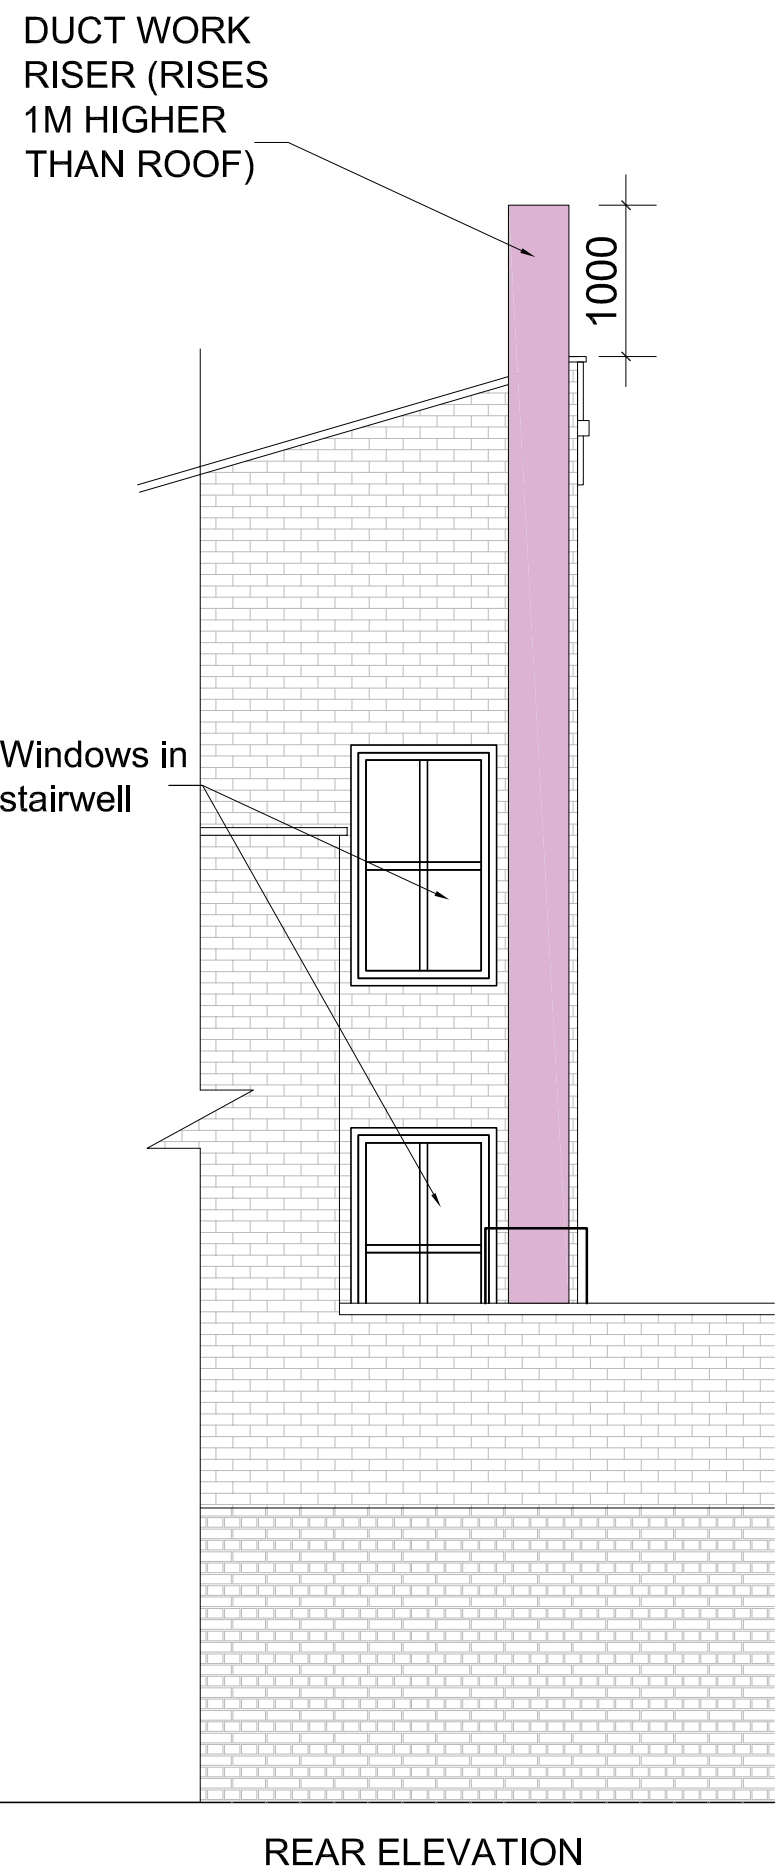 DUCT WORK
RISER (RISES
1M HIGHER
THAN ROOF)
1000
Windows in
stairwell
REAR ELEVATION